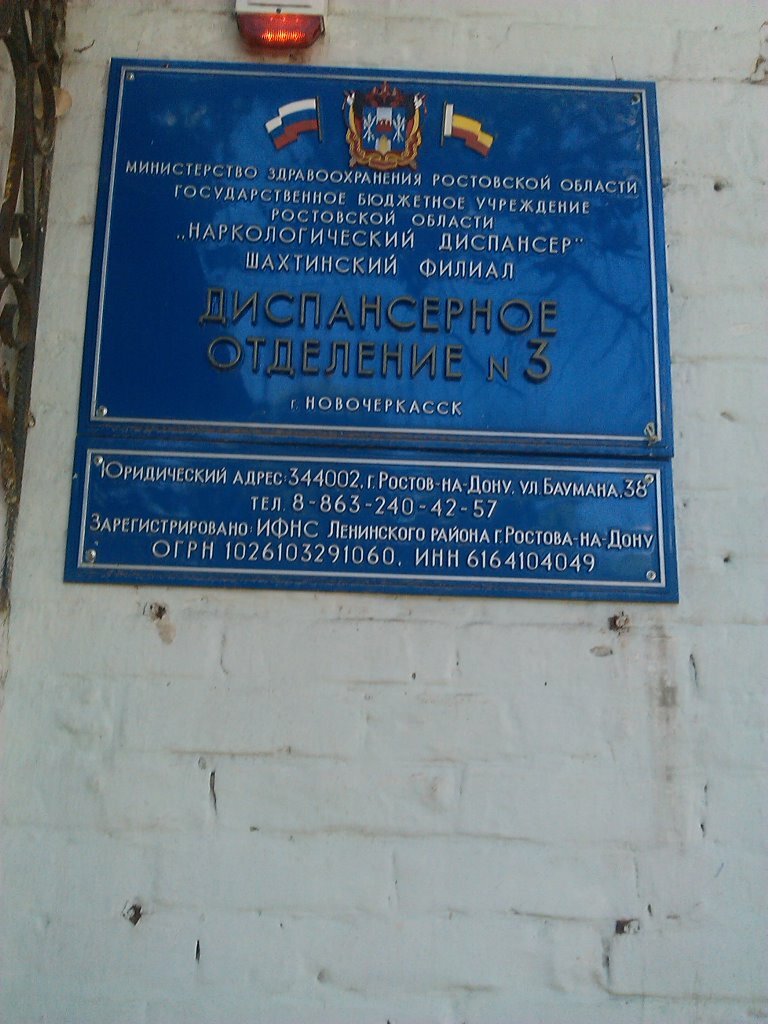 МИНИСТЕРСТВО ЗДРАВООХРАНЕНИЯ РОСТОВСКОЙ ОБЛАСТИ
ГОСУДАРСТВЕННОЕ БЮДЖЕТНОЕ УЧРЕЖДЕНИЕ
РОСТОВСКОЙ ОБЛАСТИ
„НАРКОЛОГИЧЕСКИЙ ДИСПАНСЕР"
ШАХТИНСКИЙ ФИЛИАЛ
ДИСПАНСЕРНОЕ
ОТДЕЛЕНИЕ N 3
г. НОВОЧЕРКАССК
ЮРИДИЧЕСКИЙ АДРЕС: 344002, г. РОСТОВ-НА-ДОНУ, УЛ. БАУМАНА, 38
ТЕЛ. 8-863-240-42-57
ЗАРЕГИСТРИРОВАНО: ИФНС ЛЕНИНСКОГО РАЙОНА Г. РОСТОВА-НА-ДОНУ
ОГРН 1026103291060, ИНН 6164104049